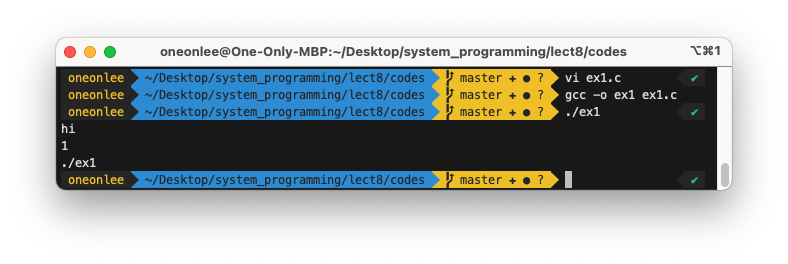 oneonlee@One-Only-MBP:~/Desktop/system_programming/lect8/codes ⌥⌘1
oneonlee ~/Desktop/system_programming/lect8/codes master + ● ? vi ex1.c ✔
oneonlee ~/Desktop/system_programming/lect8/codes master + ● ? gcc -o ex1 ex1.c ✔
oneonlee ~/Desktop/system_programming/lect8/codes master + ● ? ./ex1 ✔
hi
1
./ex1
oneonlee ~/Desktop/system_programming/lect8/codes master + ● ? ✔